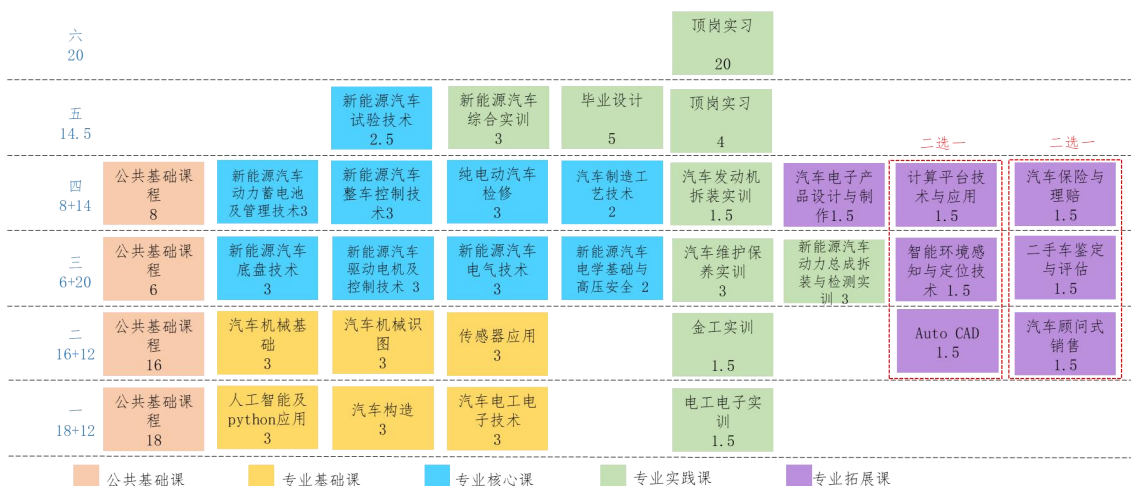 六
20
顶岗实习
20
五
14.5
新能源汽车
试验技术
2.5
新能源汽车
综合实训
3
毕业设计
5
顶岗实习
4
二选一
二选一
四
8+14
公共基础课
程
8
新能源汽车
动力蓄电池
及管理技术3
新能源汽车
整车控制技
术3
纯电动汽车
检修
3
汽车制造工
艺技术
2
汽车发动机
拆装实训
1.5
汽车电子产
品设计与制
作1.5
计算平台技
术与应用
1.5
汽车保险与
理赔
1.5
三
6+20
公共基础课
程
6
新能源汽车
底盘技术
3
新能源汽车
驱动电机及
控制技术 3
新能源汽车
电气技术
3
新能源汽车
电学基础与
高压安全 2
汽车维护保
养实训
3
新能源汽车
动力总成拆
装与检测实
训 3
智能环境感
知与定位技
术 1.5
二手车鉴定
与评估
1.5
二
16+12
公共基础课
程
16
汽车机械基
础
3
汽车机械识
图
3
传感器应用
3
金工实训
1.5
Auto CAD
1.5
汽车顾问式
销售
1.5
一
18+12
公共基础课
程
18
人工智能及
python应用
3
汽车构造
3
汽车电工电
子技术
3
电工电子实
训
1.5
公共基础课
专业基础课
专业核心课
专业实践课
专业拓展课